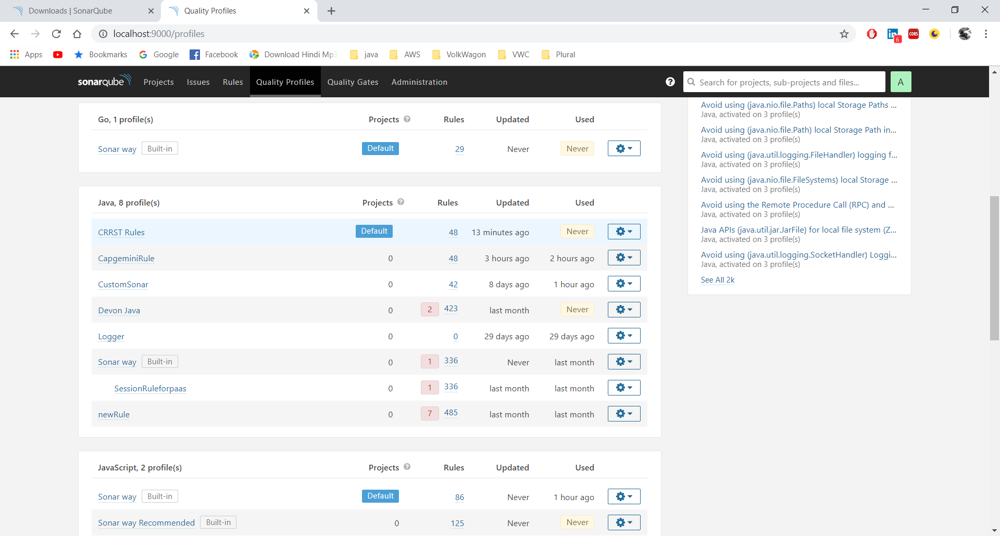 Downloads | SonarQube
Quality Profiles
localhost:9000/profiles
6
CORS
Apps
Bookmarks
Google
Facebook
Download Hindi Mp3
java
AWS
VolkWagon
VWC
Plural
sonarqube
Projects
Issues
Rules
Quality Profiles
Quality Gates
Administration
?
Search for projects, sub-projects and files...
A
Go, 1 profile(s) Projects ? Rules Updated Used
Sonar way Built-in Default 29 Never Never
Java, 8 profile(s) Projects ? Rules Updated Used
CRRST Rules Default 48 13 minutes ago Never
CapgeminiRule 0 48 3 hours ago 2 hours ago
CustomSonar 0 42 8 days ago 1 hour ago
Devon Java 0 2 423 last month Never
Logger 0 0 29 days ago 29 days ago
Sonar way Built-in 0 1 336 Never last month
SessionRuleforpaas 0 1 336 last month last month
newRule 0 7 485 last month last month
JavaScript, 2 profile(s) Projects ? Rules Updated Used
Sonar way Built-in Default 86 Never 1 hour ago
Sonar way Recommended Built-in 0 125 Never Never
Avoid using (java.nio.file.Paths) local Storage Paths ...
Java, activated on 3 profile(s)
Avoid using (java.nio.file.Path) local Storage Path in...
Java, activated on 3 profile(s)
Avoid using (java.util.logging.FileHandler) logging f...
Java, activated on 3 profile(s)
Avoid using (java.nio.file.FileSystems) local Storage ...
Java, activated on 3 profile(s)
Avoid using the Remote Procedure Call (RPC) and ...
Java, activated on 3 profile(s)
Java APIs (java.util.jar.JarFile) for local file system (Z...
Java, activated on 3 profile(s)
Avoid using (java.util.logging.SocketHandler) Loggi...
Java, activated on 3 profile(s)
See All 2k